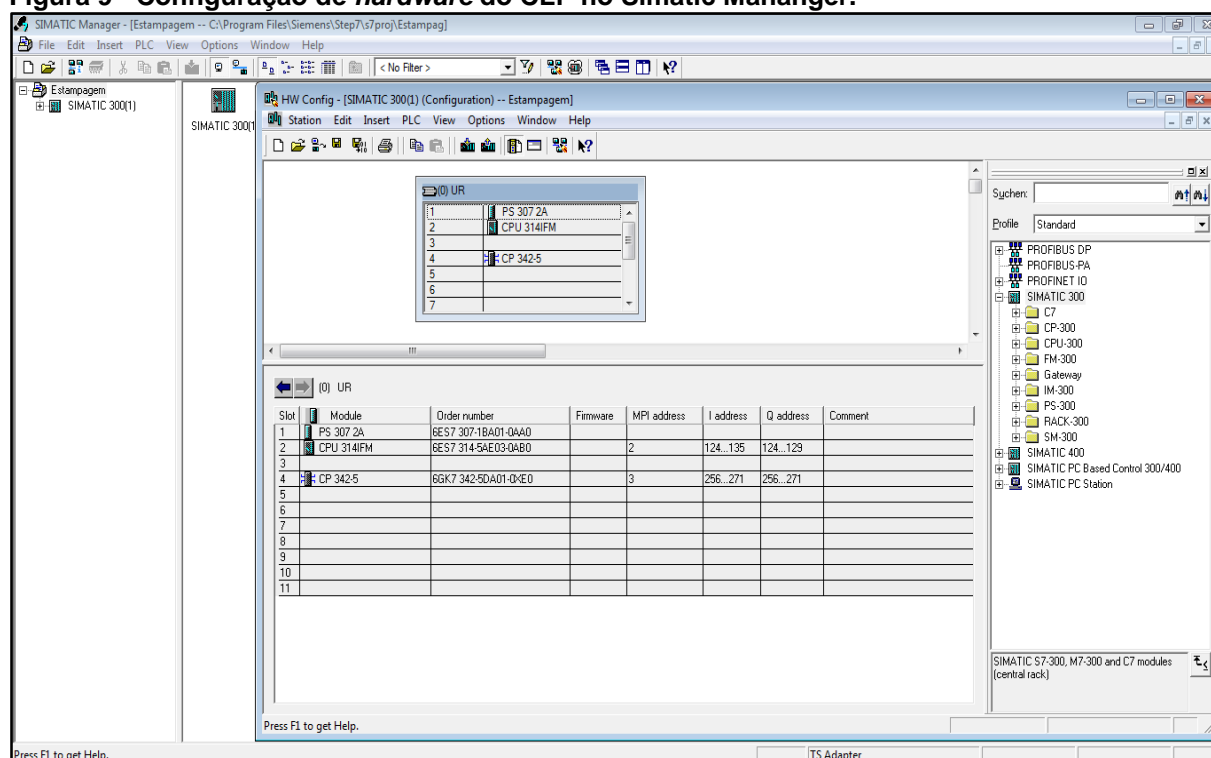 Figura 9 - Configuração de hardware do CLP no Simatic Mananger.
SIMATIC Manager - [Estampagem -- C:\Program Files\Siemens\Step7\s7proj\Estampag]
File Edit Insert PLC View Options Window Help
< No Filter >
Estampagem
SIMATIC 300(1)
SIMATIC 300(1
HW Config - [SIMATIC 300(1) (Configuration) -- Estampagem]
Station Edit Insert PLC View Options Window Help
(0) UR
1 PS 307 2A
2 CPU 314IFM
3
4 CP 342-5
5
6
7
(0) UR
Slot Module Order number Firmware MPI address I address Q address Comment
1 PS 307 2A 6ES7 307-1BA01-0AA0
2 CPU 314IFM 6ES7 314-5AE03-0AB0 2 124...135 124...129
3
4 CP 342-5 6GK7 342-5DA01-0XE0 3 256...271 256...271
5
6
7
8
9
10
11
Suchen:
Profile Standard
PROFIBUS DP
PROFIBUS-PA
PROFINET IO
SIMATIC 300
C7
CP-300
CPU-300
FM-300
Gateway
IM-300
PS-300
RACK-300
SM-300
SIMATIC 400
SIMATIC PC Based Control 300/400
SIMATIC PC Station
SIMATIC S7-300, M7-300 and C7 modules
(central rack)
Press F1 to get Help.
Press F1 to get Help.
TS Adapter